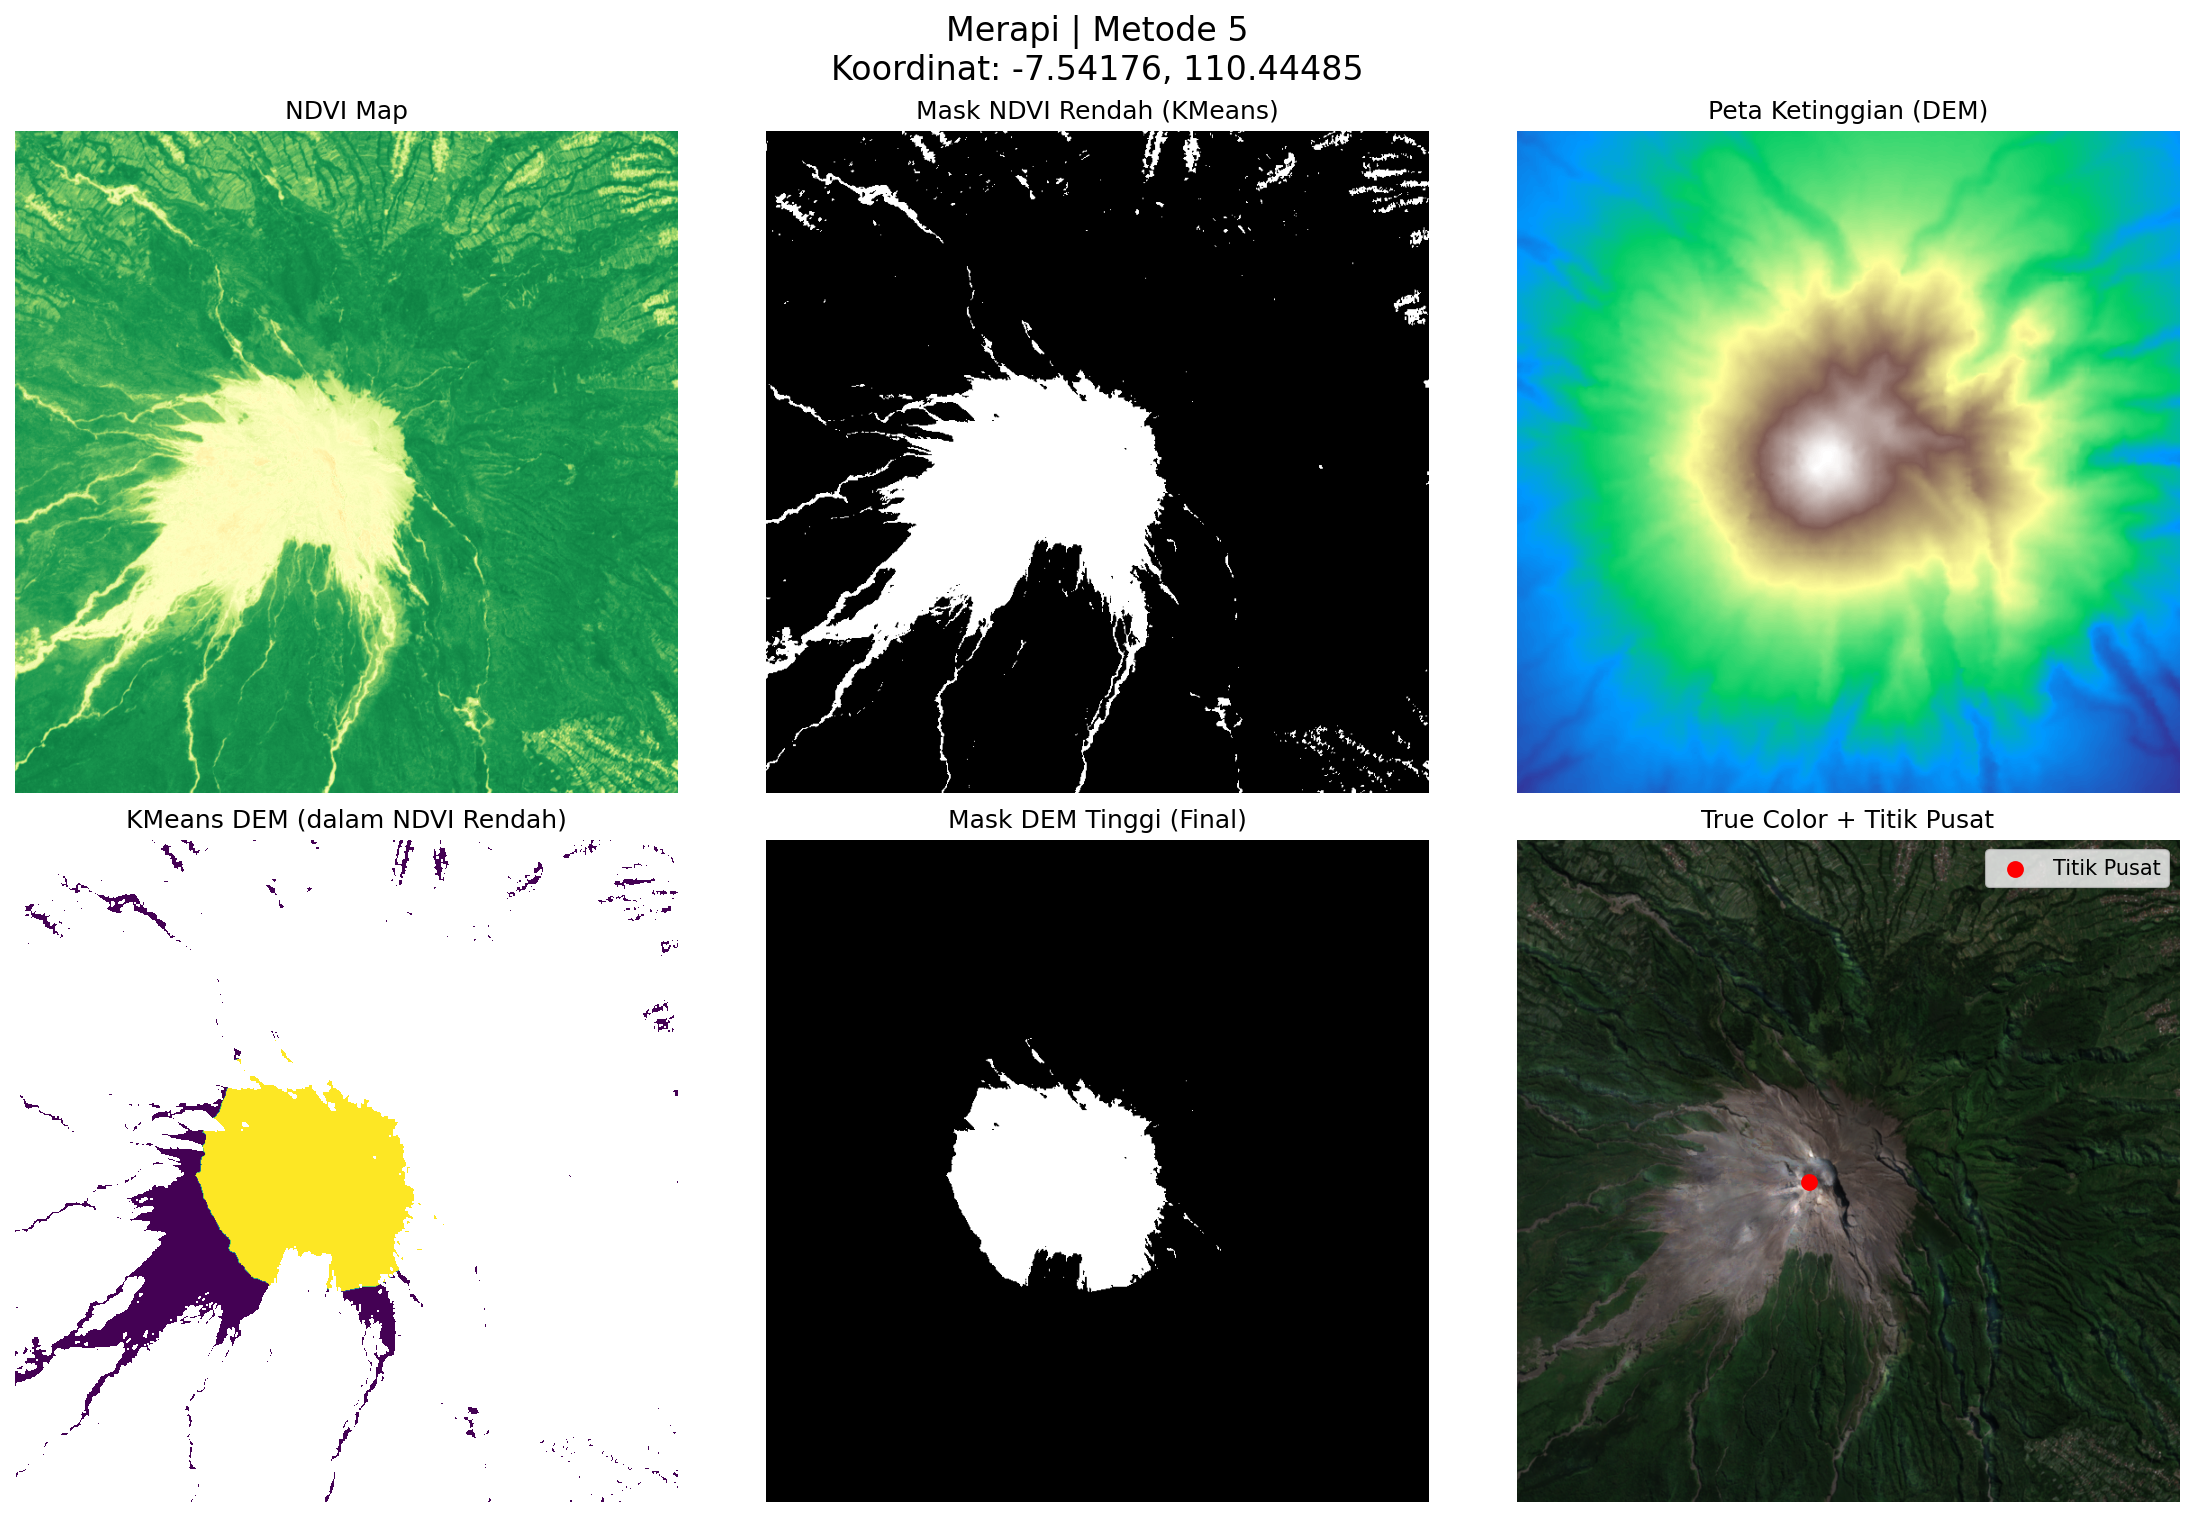 Merapi | Metode 5
Koordinat: -7.54176, 110.44485
NDVI Map
Mask NDVI Rendah (KMeans)
Peta Ketinggian (DEM)
KMeans DEM (dalam NDVI Rendah)
Mask DEM Tinggi (Final)
True Color + Titik Pusat
Titik Pusat